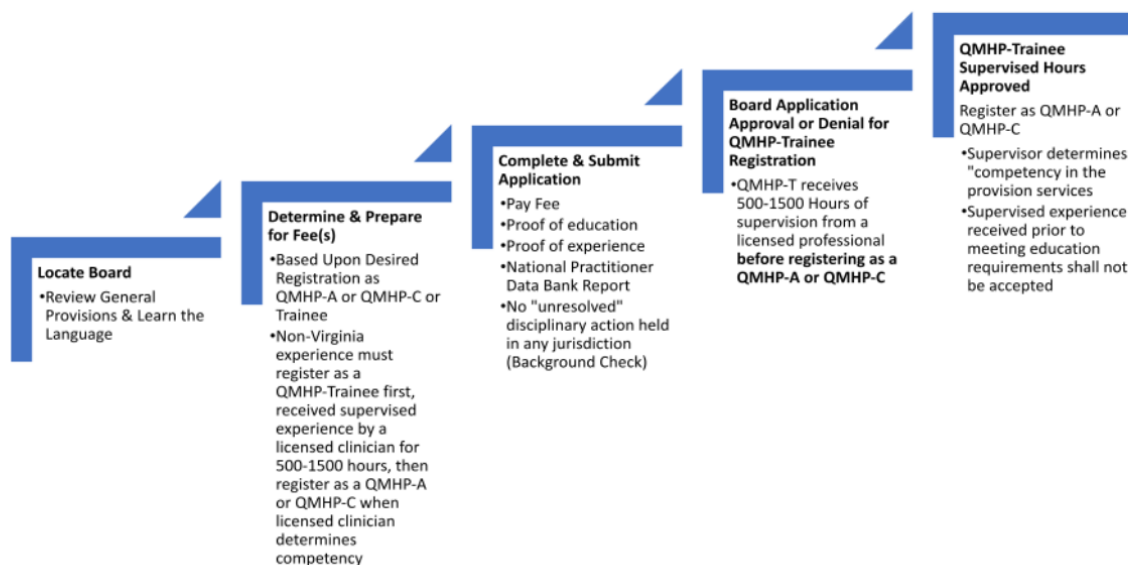 Locate Board
•Review General
Provisions & Learn the
Language
Determine & Prepare
for Fee(s)
•Based Upon Desired
Registration as
QMHP-A or QMHP-C or
Trainee
•Non-Virginia
experience must
register as a
QMHP-Trainee first,
received supervised
experience by a
licensed clinician for
500-1500 hours, then
register as a QMHP-A
or QMHP-C when
licensed clinician
determines
competency
Complete & Submit
Application
•Pay Fee
•Proof of education
•Proof of experience
•National Practitioner
Data Bank Report
•No "unresolved"
disciplinary action held
in any jurisdiction
(Background Check)
Board Application
Approval or Denial for
QMHP-Trainee
Registration
•QMHP-T receives
500-1500 Hours of
supervision from a
licensed professional
before registering as a
QMHP-A or QMHP-C
QMHP-Trainee
Supervised Hours
Approved
Register as QMHP-A or
QMHP-C
•Supervisor determines
"competency in the
provision services
•Supervised experience
received prior to
meeting education
requirements shall not
be accepted